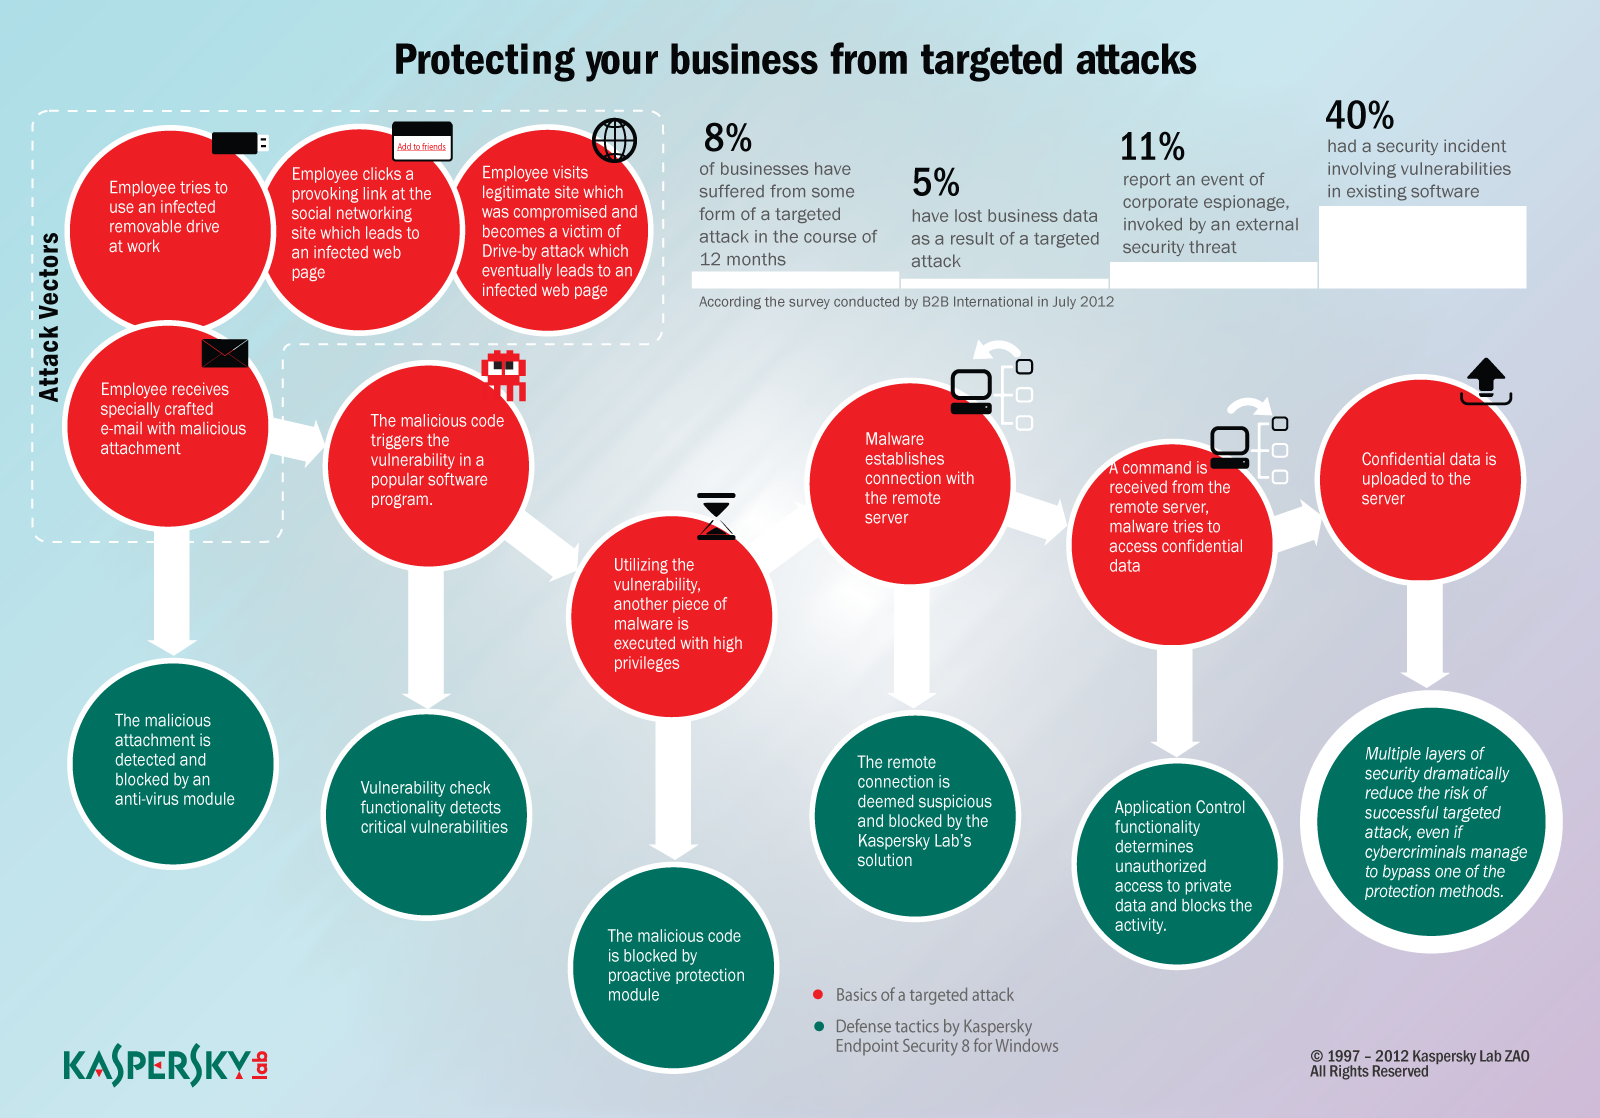 Protecting your business from targeted attacks
Attack Vectors
Employee tries to
use an infected
removable drive
at work
Add to friends
Employee clicks a
provoking link at the
social networking
site which leads to
an infected web
page
Employee visits
legitimate site which
was compromised and
becomes a victim of
Drive-by attack which
eventually leads to an
infected web page
8%
of businesses have
suffered from some
form of a targeted
attack in the course of
12 months
5%
have lost business data
as a result of a targeted
attack
11%
report an event of
corporate espionage,
invoked by an external
security threat
40%
had a security incident
involving vulnerabilities
in existing software
According the survey conducted by B2B International in July 2012
Employee receives
specially crafted
e-mail with malicious
attachment
The malicious code
triggers the
vulnerability in a
popular software
program.
Utilizing the
vulnerability,
another piece of
malware is
executed with high
privileges
Malware
establishes
connection with
the remote
server
A command is
received from the
remote server,
malware tries to
access confidential
data
Confidential data is
uploaded to the
server
The malicious
attachment is
detected and
blocked by an
anti-virus module
Vulnerability check
functionality detects
critical vulnerabilities
The malicious code
is blocked by
proactive protection
module
The remote
connection is
deemed suspicious
and blocked by the
Kaspersky Lab's
solution
Application Control
functionality
determines
unauthorized
access to private
data and blocks the
activity.
Multiple layers of
security dramatically
reduce the risk of
successful targeted
attack, even if
cybercriminals manage
to bypass one of the
protection methods.
Basics of a targeted attack
Defense tactics by Kaspersky
Endpoint Security 8 for Windows
KASPERSKY lab
© 1997 – 2012 Kaspersky Lab ZAO
All Rights Reserved